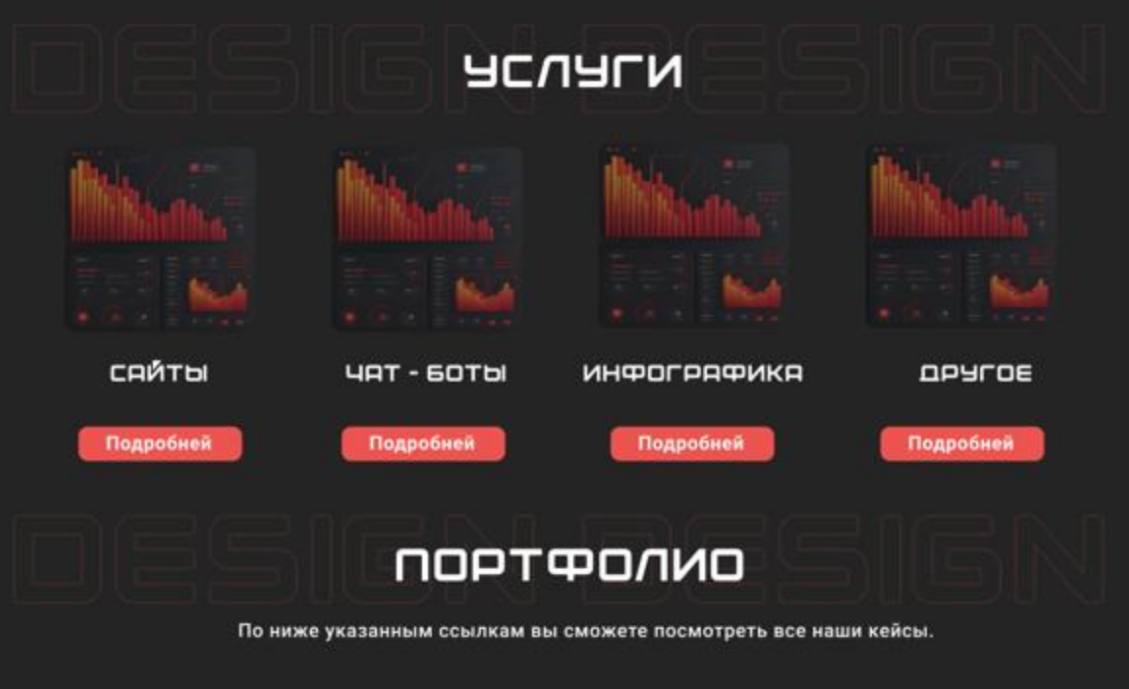 DESIGN DESIGN
УСЛУГИ
САЙТЫ
ЧАТ - БОТЫ
ИНФОГРАФИКА
ДРУГОЕ
Подробней
Подробней
Подробней
Подробней
DESIGN DESIGN
ПОРТФОЛИО
По ниже указанным ссылкам вы сможете посмотреть все наши кейсы.